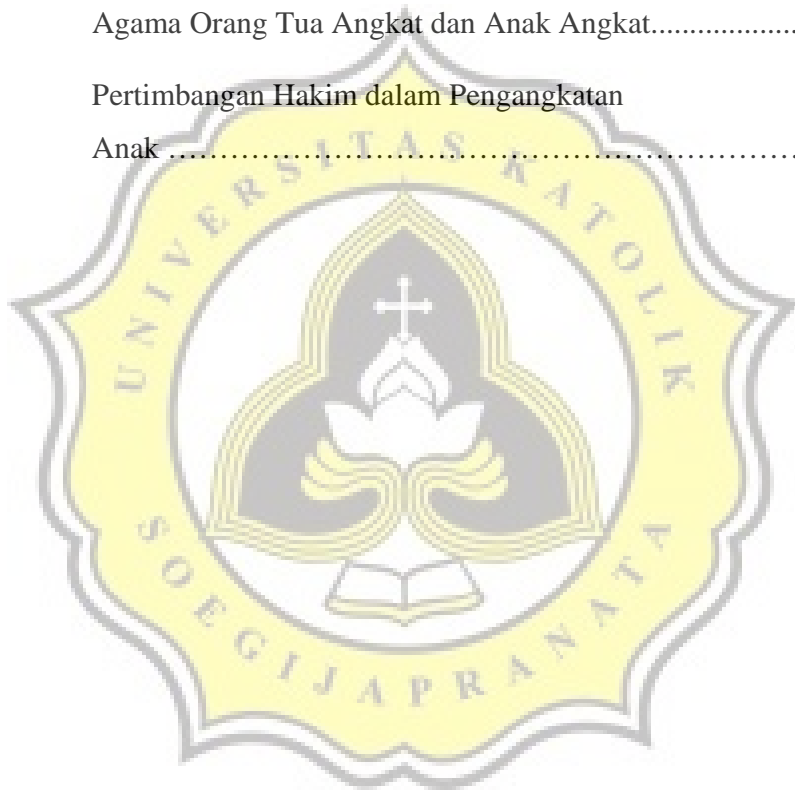 Agama Orang Tua Angkat dan Anak Angkat...................
Pertimbangan Hakim dalam Pengangkatan
Anak ……………………………………………………………
UNIVERSITAS KATOLIK
SOEGIJAPRANATA